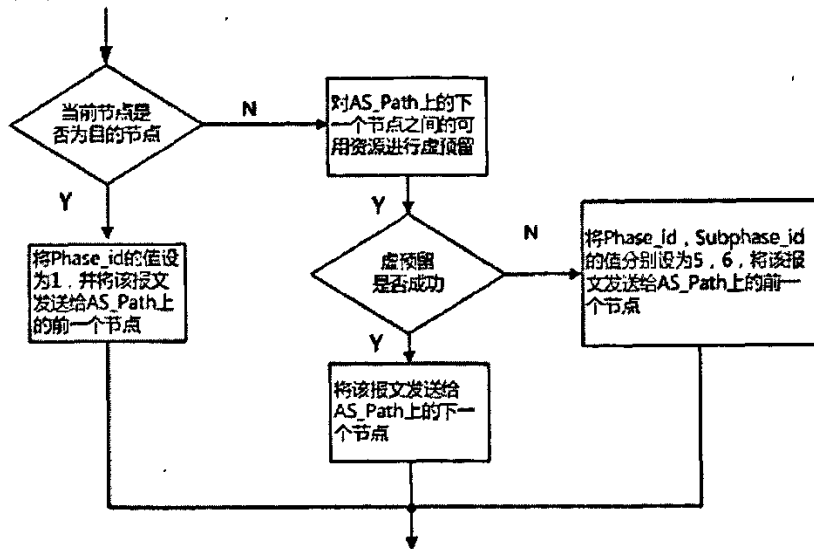 当前节点是
否为目的节点
N
对AS_Path上的下
一个节点之间的可
用资源进行虚预留
Y
Y
N
将Phase_id的值设
为1，并将该报文
发送给AS_Path上
的前一个节点
虚预留
是否成功
将Phase_id，Subphase_id
的值分别设为5，6，将该报
文发送给AS_Path上的前一
个节点
Y
将该报文发送给
AS_Path上的下一
个节点